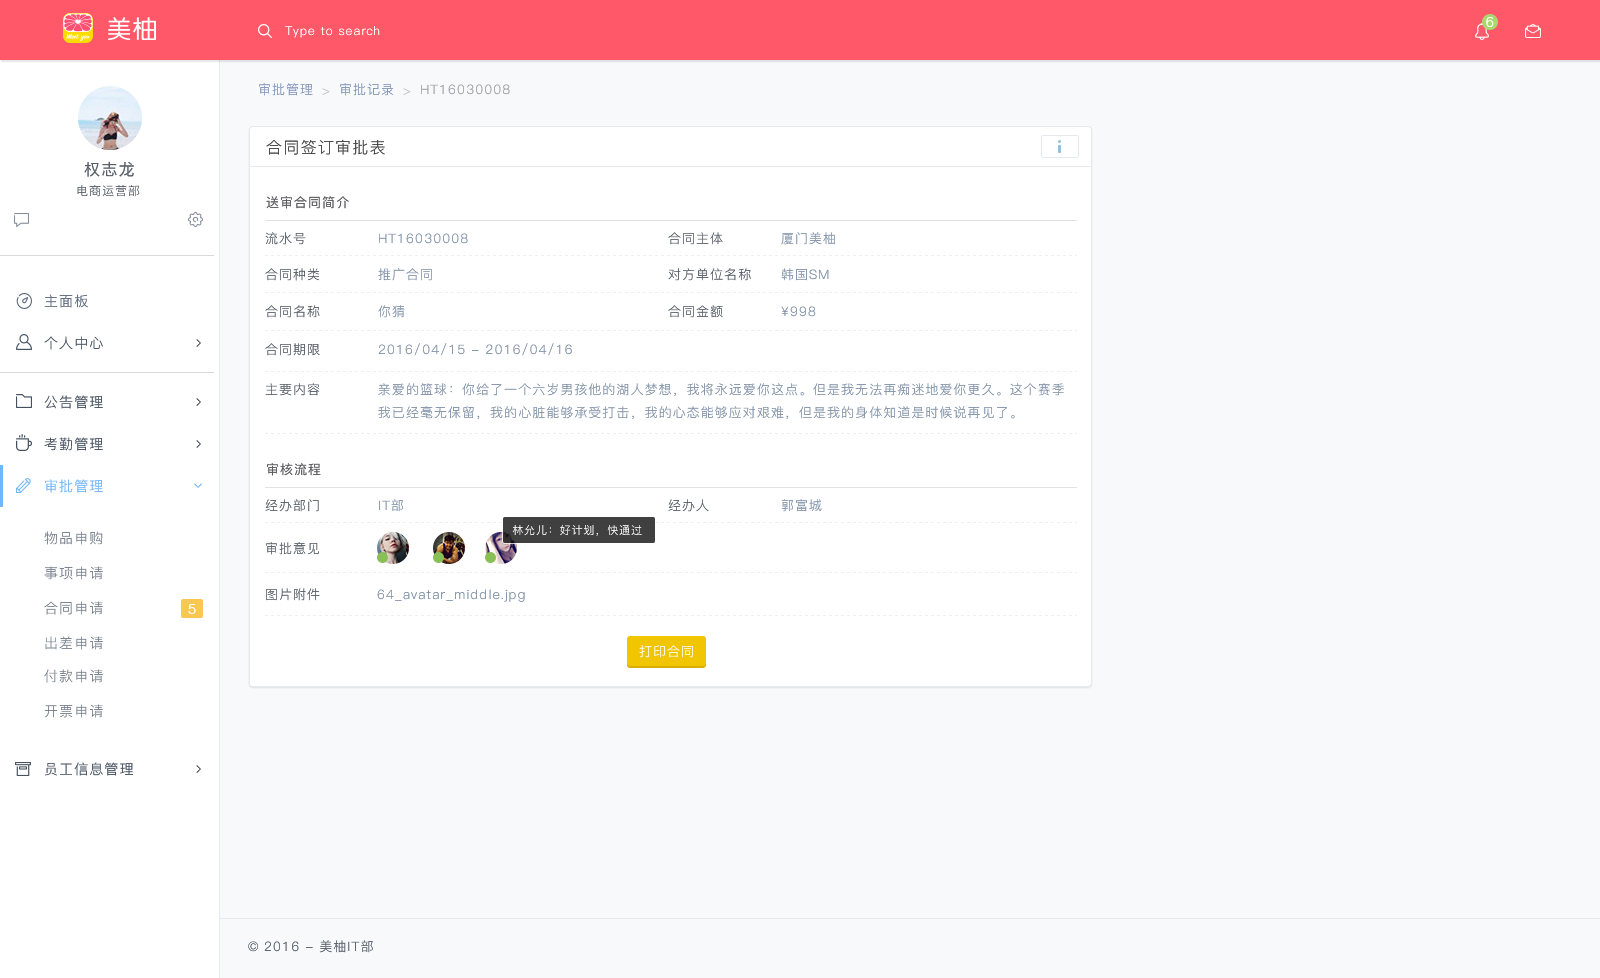 美柚
Type to search
6
权志龙
电商运营部
主面板
个人中心
公告管理
考勤管理
审批管理
物品申购
事项申请
合同申请 5
出差申请
付款申请
开票申请
员工信息管理
审批管理 > 审批记录 > HT16030008
合同签订审批表
i
送审合同简介
流水号 HT16030008 合同主体 厦门美柚
合同种类 推广合同 对方单位名称 韩国SM
合同名称 你猜 合同金额 ¥998
合同期限 2016/04/15 – 2016/04/16
主要内容 亲爱的篮球：你给了一个六岁男孩他的湖人梦想，我将永远爱你这点。但是我无法再痴迷地爱你更久。这个赛季
我已经毫无保留，我的心脏能够承受打击，我的心态能够应对艰难，但是我的身体知道是时候说再见了。
审核流程
经办部门 IT部 经办人 郭富城
林允儿：好计划，快通过
审批意见
图片附件 64_avatar_middle.jpg
打印合同
© 2016 – 美柚IT部